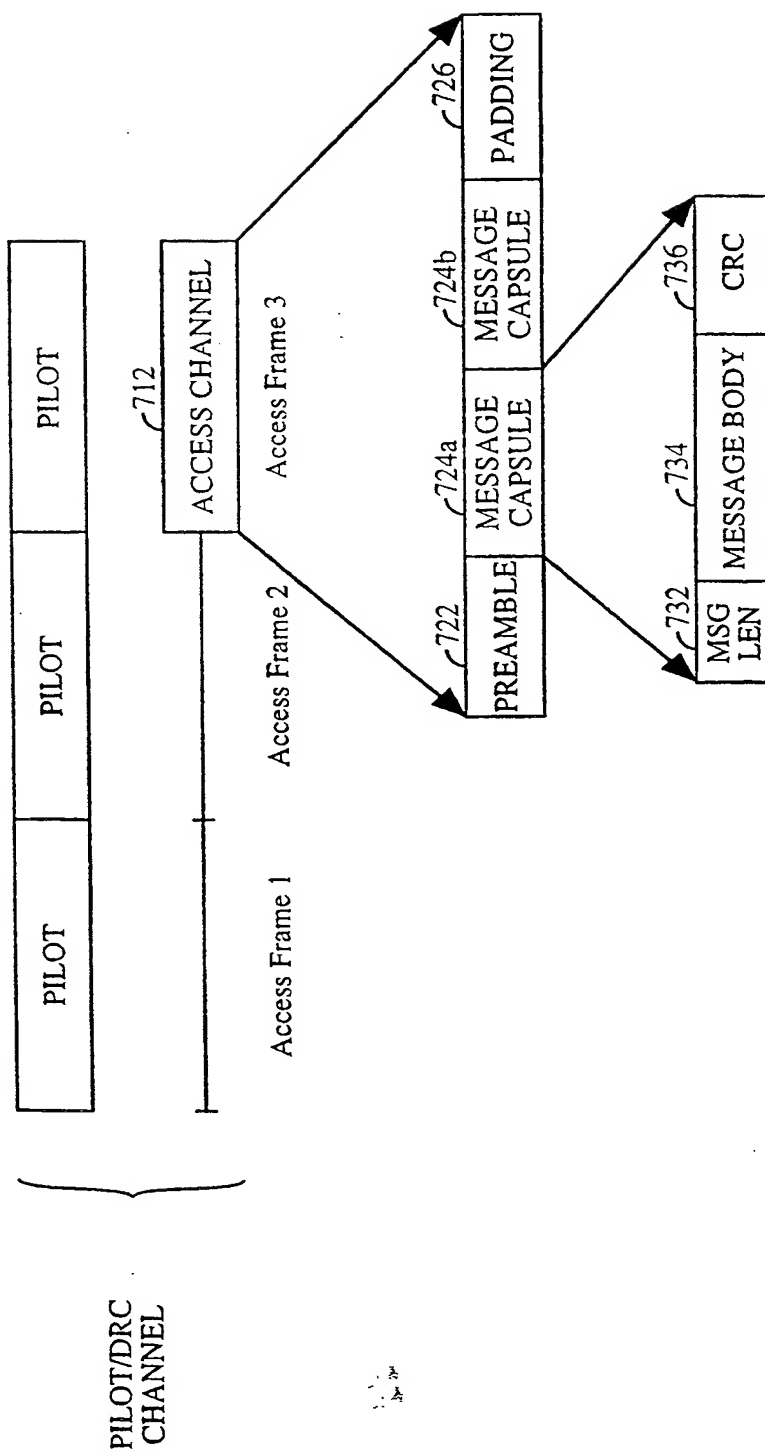 PILOT/DRC
CHANNEL
PILOT
PILOT
PILOT
712
ACCESS CHANNEL
Access Frame 1
Access Frame 2
Access Frame 3
722
724a
724b
726
PREAMBLE
MESSAGE
CAPSULE
MESSAGE
CAPSULE
PADDING
732
734
736
MSG
LEN
MESSAGE BODY
CRC